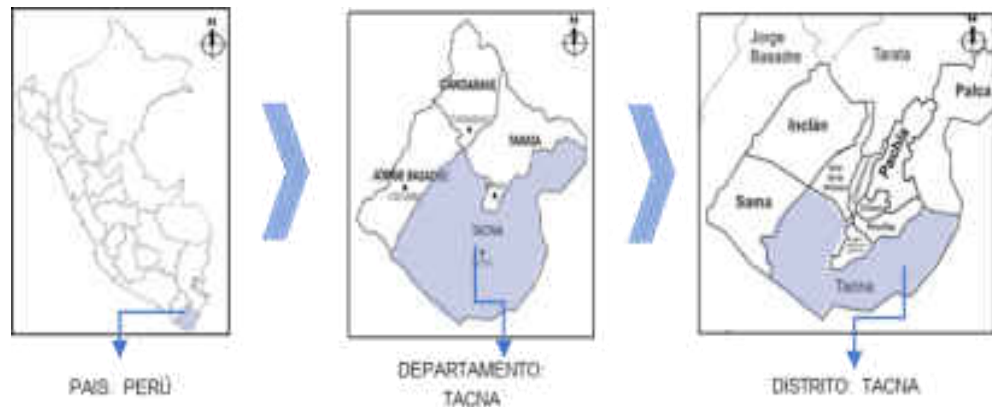 N
N
N
CANDARAVE
TARATA
JORGE BASADRE
TACNA
Jorge
Basadre
Tarata
Palca
Inclán
Pachía
Sama
Tacna
PAIS: PERÚ
DEPARTAMENTO:
TACNA
DISTRITO: TACNA